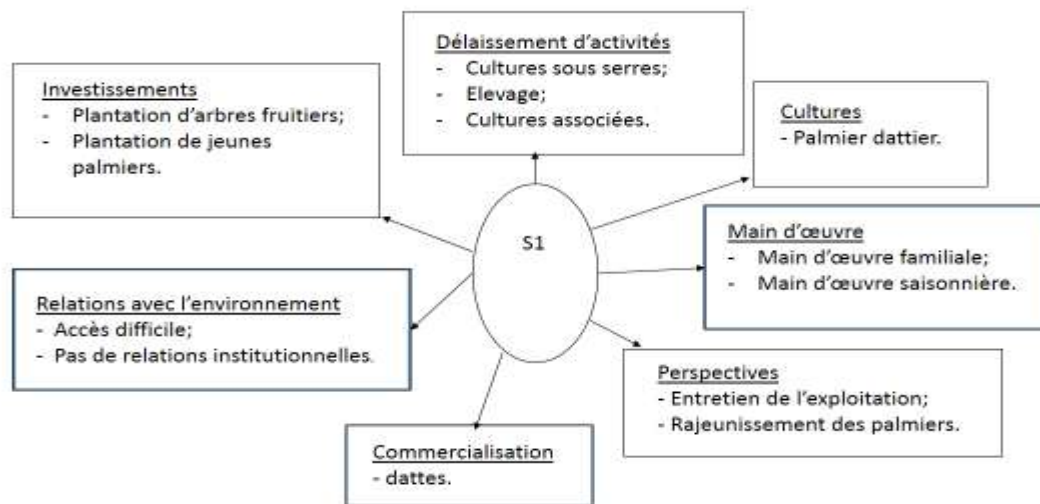 Délaissement d'activités
- Cultures sous serres;
- Elevage;
- Cultures associées.
Investissements
- Plantation d'arbres fruitiers;
- Plantation de jeunes
palmiers.
Cultures
- Palmier dattier.
S1
Main d'œuvre
- Main d'œuvre familiale;
- Main d'œuvre saisonnière.
Relations avec l'environnement
- Accès difficile;
- Pas de relations institutionnelles.
Perspectives
- Entretien de l'exploitation;
- Rajeunissement des palmiers.
Commercialisation
- dattes.